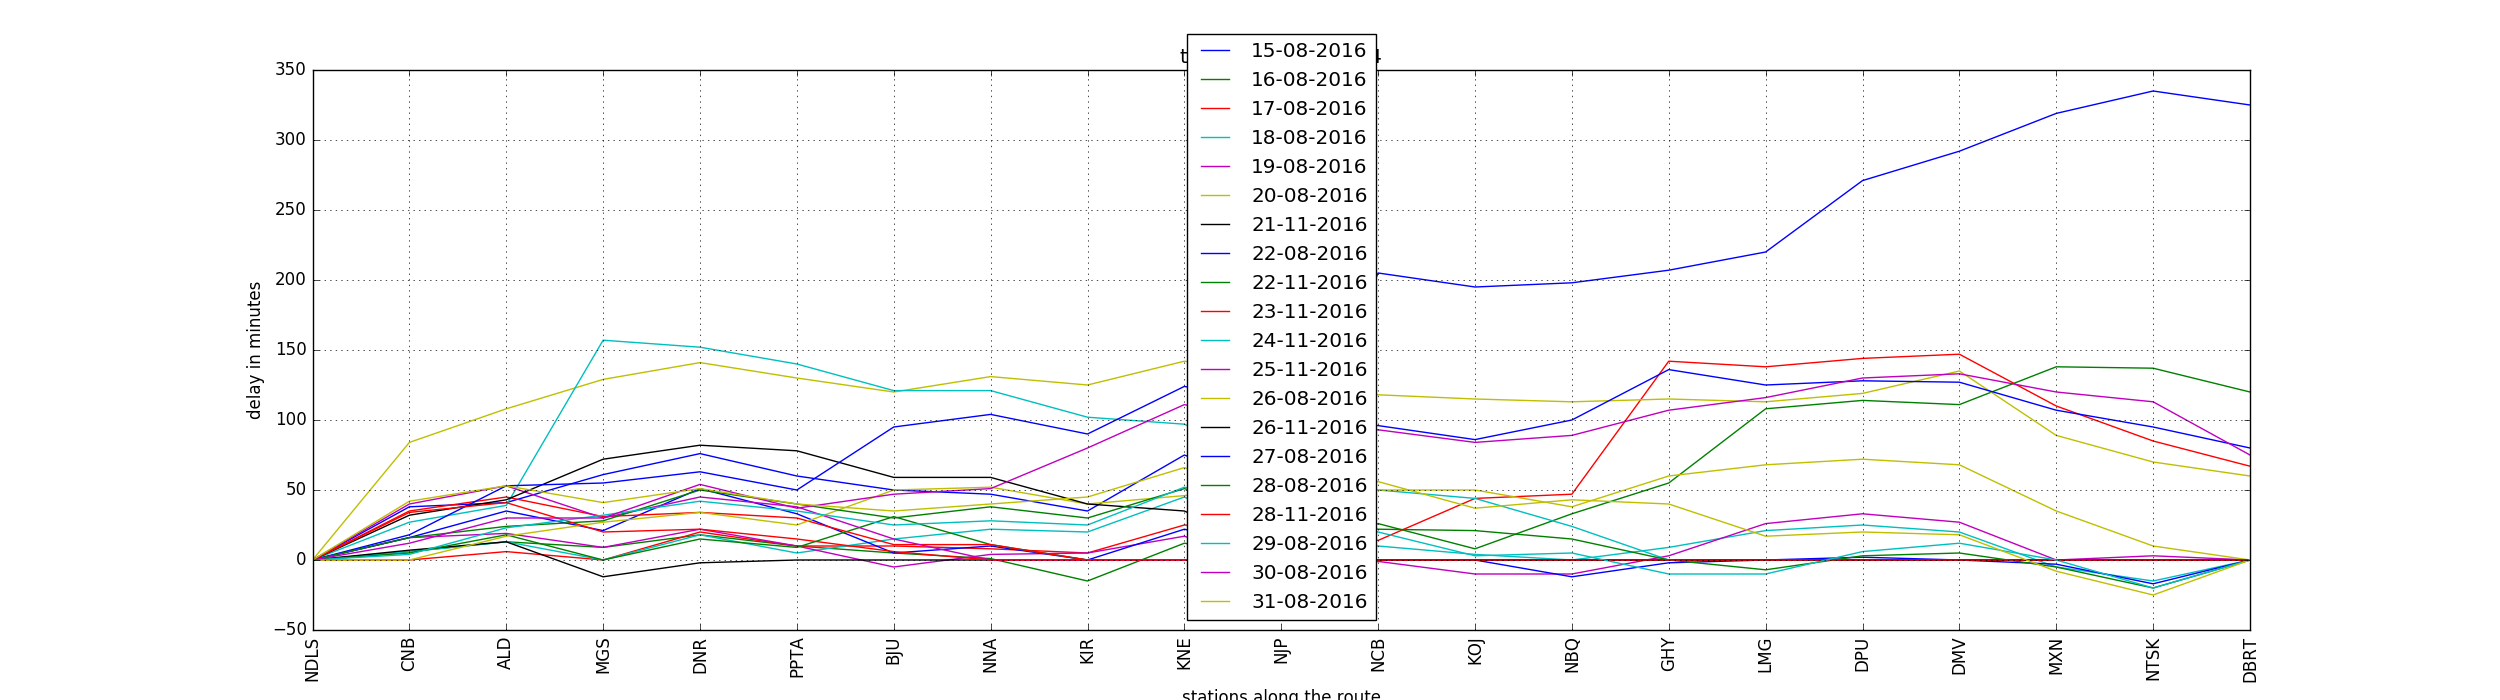 350
300
250
200
150
100
50
0
−50
delay in minutes
15-08-2016
16-08-2016
17-08-2016
18-08-2016
19-08-2016
20-08-2016
21-11-2016
22-08-2016
22-11-2016
23-11-2016
24-11-2016
25-11-2016
26-08-2016
26-11-2016
27-08-2016
28-08-2016
28-11-2016
29-08-2016
30-08-2016
31-08-2016
NDLS
CNB
ALD
MGS
DNR
PPTA
BJU
NNA
KIR
KNE
NJP
NCB
KOJ
NBQ
GHY
LMG
DPU
DMV
MXN
NTSK
DBRT
stations along the route